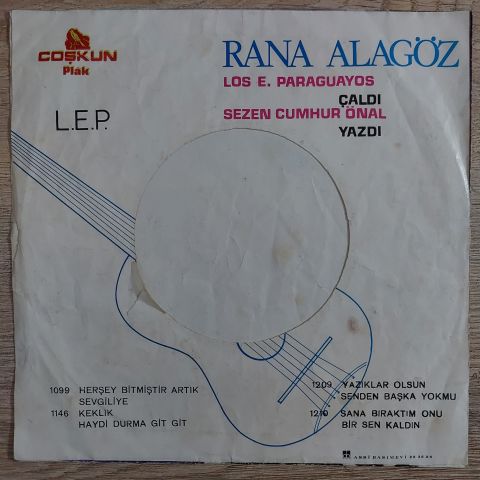 COŞKUN
Plak
RANA ALAGÖZ
LOS E. PARAGUAYOS
ÇALDI
SEZEN CUMHUR ÖNAL
YAZDI
L.E.P.
1099 HERŞEY BİTMİŞTİR ARTIK
SEVGİLİYE
1146 KEKLİK
HAYDİ DURMA GİT GİT
1209 YAZIKLAR OLSUN
SENDEN BAŞKA YOKMU
1210 SANA BIRAKTIM ONU
BİR SEN KALDIN